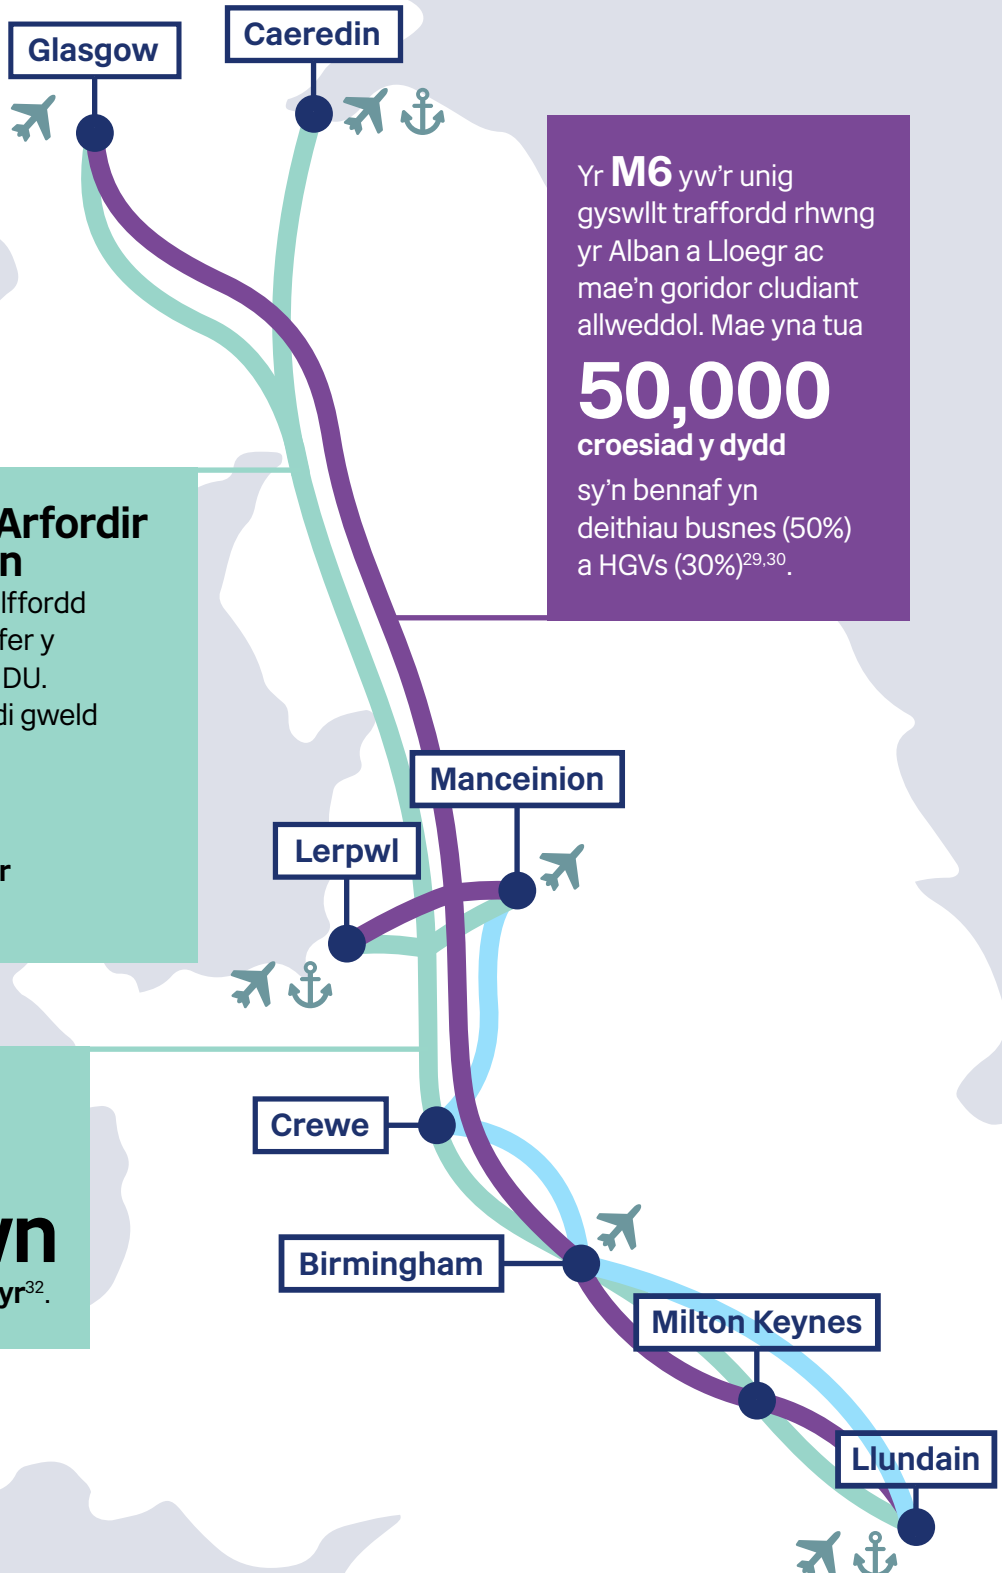 Glasgow
Caeredin
Yr M6 yw'r unig
gyswllt traffordd rhwng
yr Alban a Lloegr ac
mae'n goridor cludiant
allweddol. Mae yna tua
50,000
croesiad y dydd
sy'n bennaf yn
deithiau busnes (50%)
a HGVs (30%)29,30.
Arfordir
n
lffordd
fer y
DU.
di gweld
r
Manceinion
Lerpwl
Crewe
wn
yr32.
Birmingham
Milton Keynes
Llundain